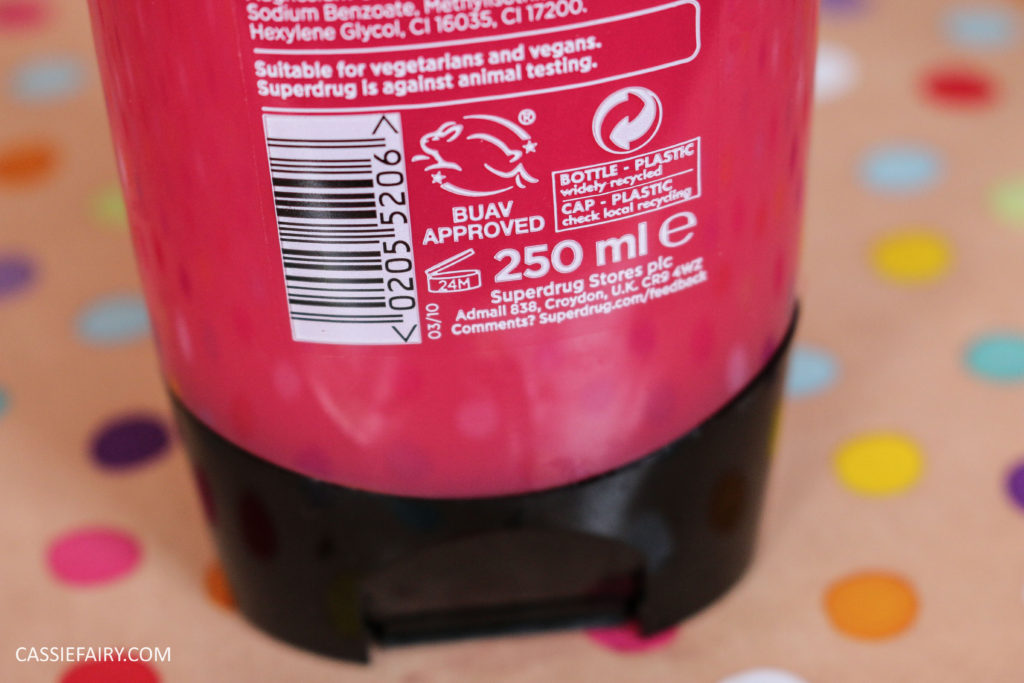 Sodium Benzoate,
Hexylene Glycol, CI 16035, CI 17200.
Suitable for vegetarians and vegans.
Superdrug is against animal testing.
< 0205 5206 >
®
BUAV
APPROVED
BOTTLE - PLASTIC
widely recycled
CAP - PLASTIC
check local recycling
24M
250 ml e
03/10
Superdrug Stores plc
Admail 838, Croydon, U.K. CR9 4WZ
Comments? Superdrug.com/feedback
CASSIEFAIRY.COM